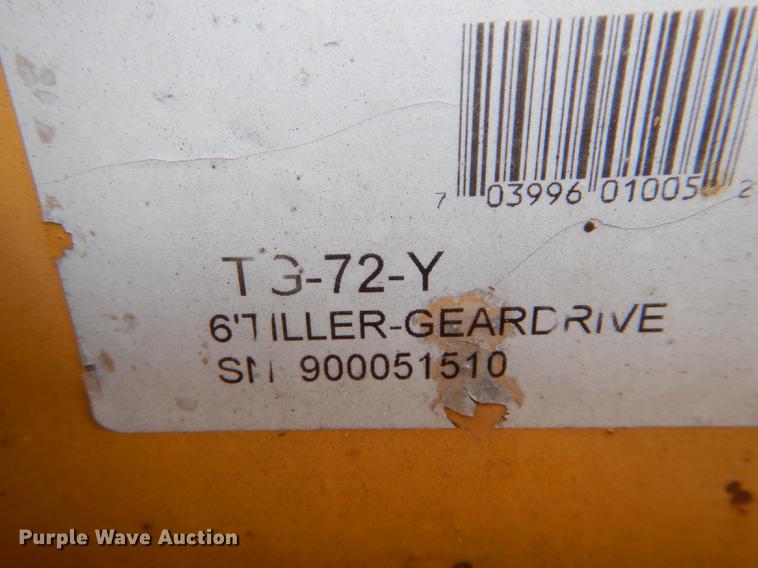 7 03996 01005 2
TG-72-Y
6'TILLER-GEARDRIVE
SN 900051510
Purple Wave Auction